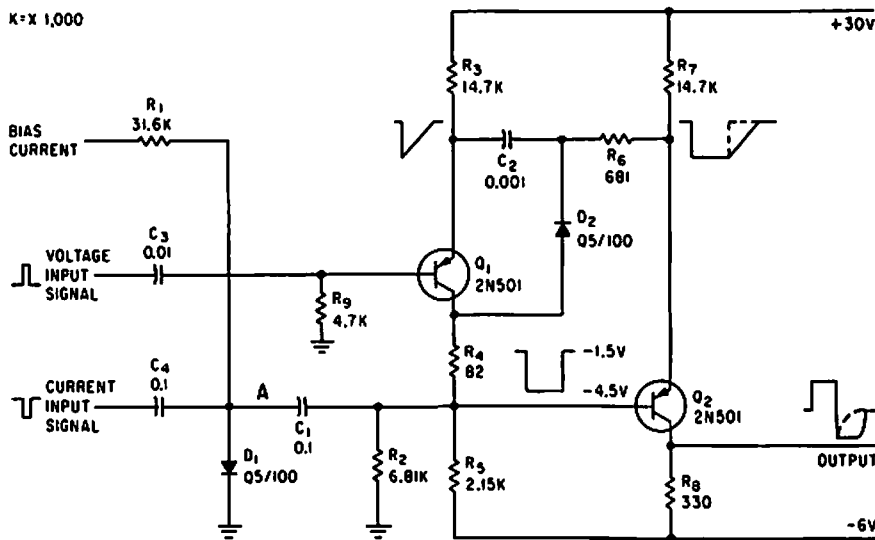 K=X 1,000
+30V
R3
14.7K
R7
14.7K
R1
31.6K
BIAS
CURRENT
C2
0.001
R6
681
D2
Q5/100
C3
0.01
VOLTAGE
INPUT
SIGNAL
Q1
2N501
R9
4.7K
R4
82
-1.5V
-4.5V
C4
0.1
CURRENT
INPUT
SIGNAL
A
C1
0.1
Q2
2N501
D1
Q5/100
R2
6.81K
R5
2.15K
OUTPUT
R8
330
-6V